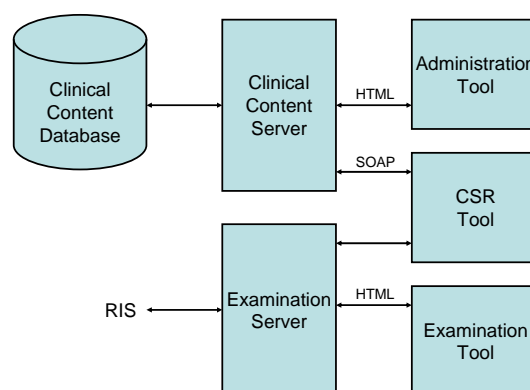 Clinical
Content
Database
Clinical
Content
Server
HTML
Administration
Tool
SOAP
CSR
Tool
RIS
Examination
Server
HTML
Examination
Tool